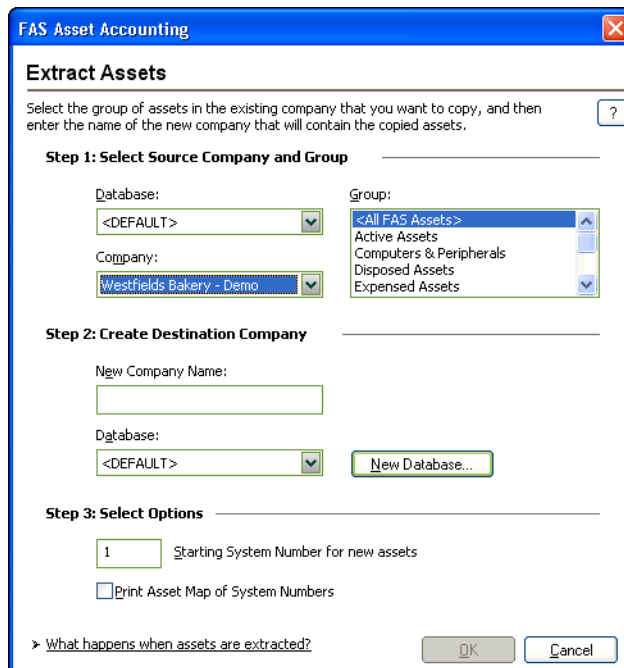 FAS Asset Accounting
Extract Assets
Select the group of assets in the existing company that you want to copy, and then
enter the name of the new company that will contain the copied assets.
?
Step 1: Select Source Company and Group
Database:
Group:
<DEFAULT>
<All FAS Assets>
Active Assets
Computers & Peripherals
Disposed Assets
Expensed Assets
Company:
Westfields Bakery - Demo
Step 2: Create Destination Company
New Company Name:
Database:
<DEFAULT>
New Database...
Step 3: Select Options
1
Starting System Number for new assets
Print Asset Map of System Numbers
➤ What happens when assets are extracted?
OK
Cancel